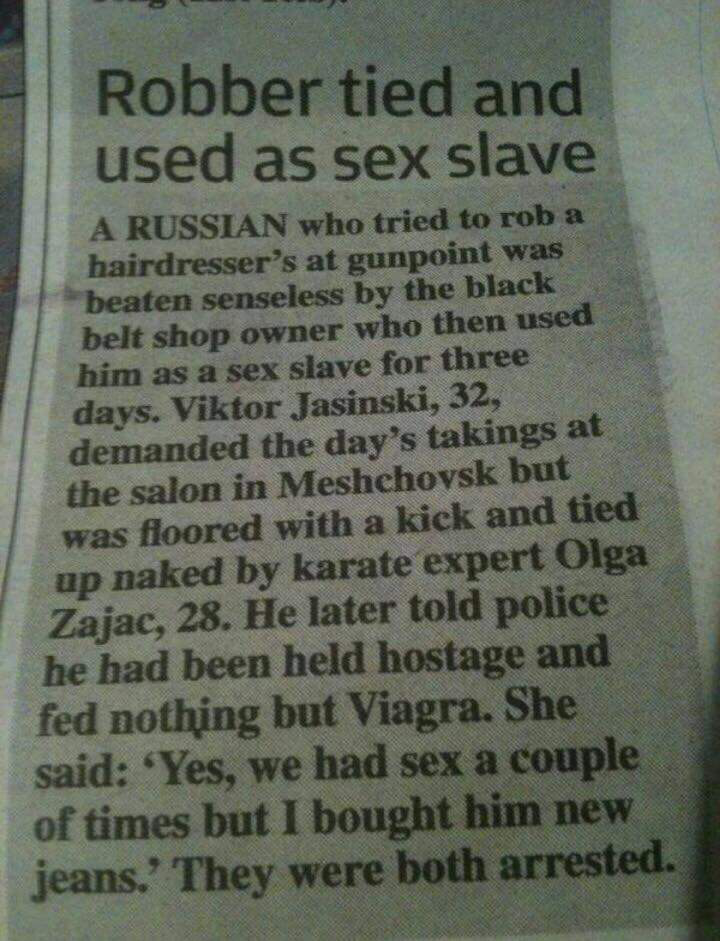 Robber tied and
used as sex slave
A RUSSIAN who tried to rob a
hairdresser's at gunpoint was
beaten senseless by the black
belt shop owner who then used
him as a sex slave for three
days. Viktor Jasinski, 32,
demanded the day's takings at
the salon in Meshchovsk but
was floored with a kick and tied
up naked by karate expert Olga
Zajac, 28. He later told police
he had been held hostage and
fed nothing but Viagra. She
said: ‘Yes, we had sex a couple
of times but I bought him new
jeans.’ They were both arrested.